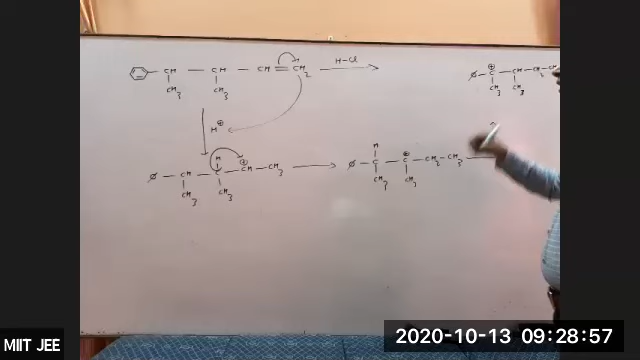 CH — CH — CH = CH2 H-Cl
CH3 CH3
H⊕
ø — C⊕ — CH — CH2 — CH
CH3 CH3
H ⊕
ø — CH — C — CH — CH3
CH3 CH3
H ⊕
ø — C — C — CH2 — CH3
CH3 CH3
MIIT JEE
2020-10-13 09:28:57